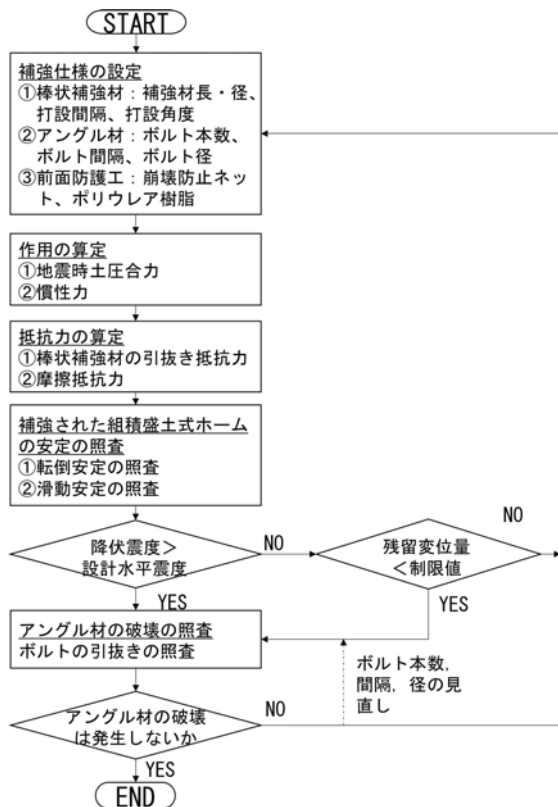 START
補強仕様の設定
①棒状補強材：補強材長・径、
打設間隔、打設角度
②アングル材：ボルト本数、
ボルト間隔、ボルト径
③前面防護工：崩壊防止ネッ
ト、ポリウレア樹脂
作用の算定
①地震時土圧合力
②慣性力
抵抗力の算定
①棒状補強材の引抜き抵抗力
②摩擦抵抗力
補強された組積盛土式ホーム
の安定の照査
①転倒安定の照査
②滑動安定の照査
降伏震度＞
設計水平震度
NO
YES
残留変位量
＜制限値
NO
YES
アングル材の破壊の照査
ボルトの引抜きの照査
ボルト本数，
間隔，径の見
直し
アングル材の破壊
は発生しないか
NO
YES
END